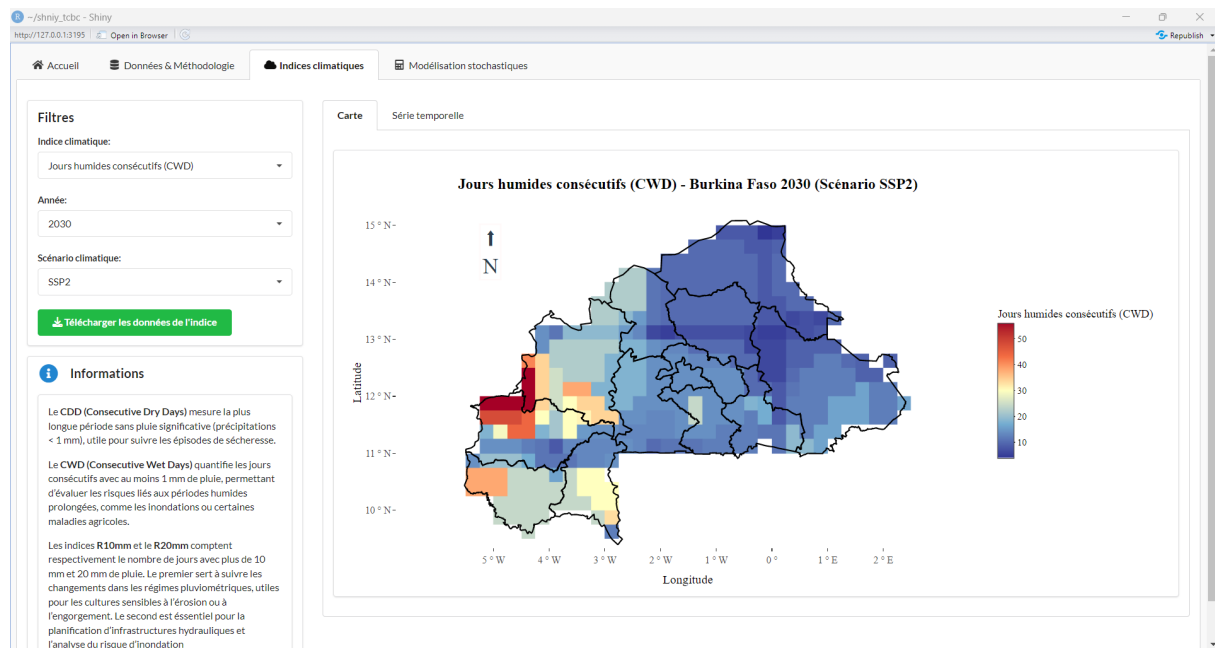 ~/shniy_tcbc - Shiny
http://127.0.0.1:3195 Open in Browser
Republish
Accueil
Données & Méthodologie
Indices climatiques
Modélisation stochastiques
Filtres
Indice climatique:
Jours humides consécutifs (CWD)
Année:
2030
Scénario climatique:
SSP2
Télécharger les données de l'indice
Informations
Le CDD (Consecutive Dry Days) mesure la plus
longue période sans pluie significative (précipitations
< 1 mm), utile pour suivre les épisodes de sécheresse.
Le CWD (Consecutive Wet Days) quantifie les jours
consécutifs avec au moins 1 mm de pluie, permettant
d'évaluer les risques liés aux périodes humides
prolongées, comme les inondations ou certaines
maladies agricoles.
Les indices R10mm et le R20mm comptent
respectivement le nombre de jours avec plus de 10
mm et 20 mm de pluie. Le premier sert à suivre les
changements dans les régimes pluviométriques, utiles
pour les cultures sensibles à l'érosion ou à
l'engorgement. Le second est éssentiel pour la
planification d'infrastructures hydrauliques et
l'analyse du risque d'inondation
Carte
Série temporelle
Jours humides consécutifs (CWD) - Burkina Faso 2030 (Scénario SSP2)
N
Latitude
15 ° N
14 ° N
13 ° N
12 ° N
11 ° N
10 ° N
5 ° W
4 ° W
3 ° W
2 ° W
1 ° W
0 °
1 ° E
2 ° E
Longitude
Jours humides consécutifs (CWD)
50
40
30
20
10